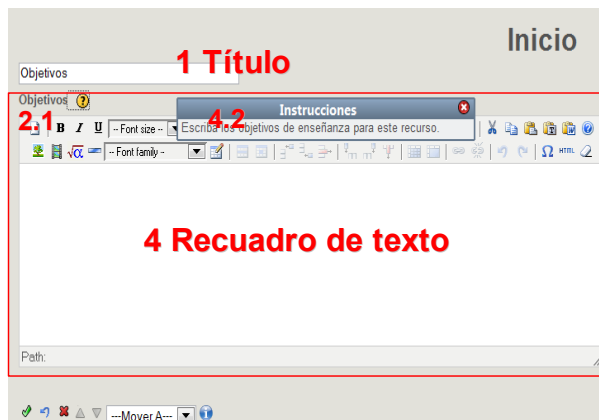 Inicio
Objetivos
1 Título
Objetivos ?
2.1
4.2
Instrucciones
Escriba los objetivos de enseñanza para este recurso.
B I U -- Font size --
-- Font family -- HTML
4 Recuadro de texto
Path:
---Mover A---